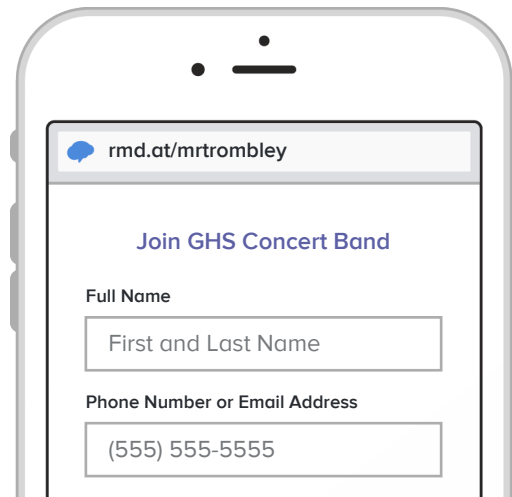 rmd.at/mrtrombley
Join GHS Concert Band
Full Name
First and Last Name
Phone Number or Email Address
(555) 555-5555